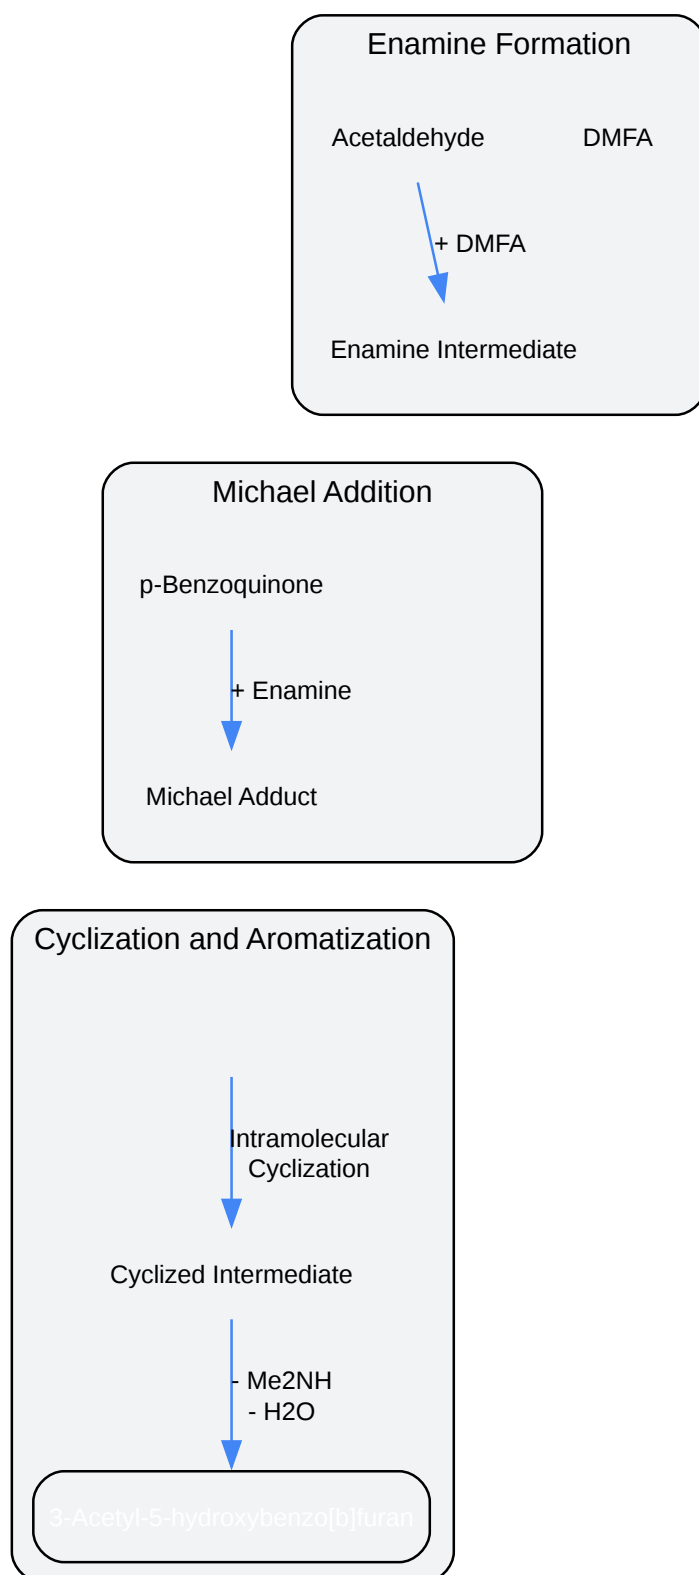 Enamine Formation
Acetaldehyde
DMFA
+ DMFA
Enamine Intermediate
Michael Addition
p-Benzoquinone
+ Enamine
Michael Adduct
Cyclization and Aromatization
Intramolecular
Cyclization
Cyclized Intermediate
- Me2NH
- H2O
3-Acetyl-5-hydroxybenzo[b]furan